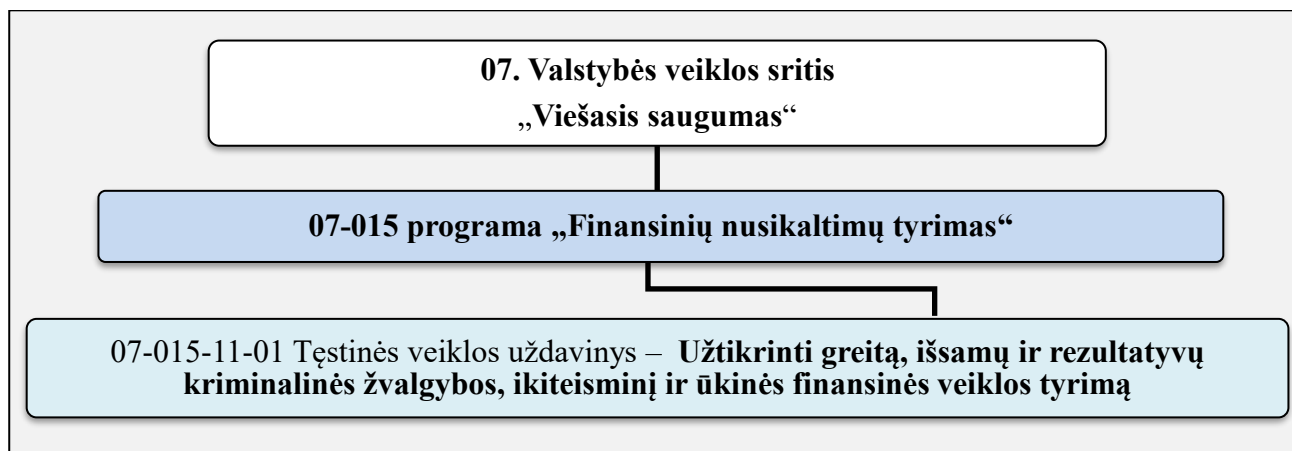 07. Valstybės veiklos sritis
„Viešasis saugumas“
07-015 programa „Finansinių nusikaltimų tyrimas“
07-015-11-01 Tęstinės veiklos uždavinys – Užtikrinti greitą, išsamų ir rezultatyvų
kriminalinės žvalgybos, ikiteisminį ir ūkinės finansinės veiklos tyrimą